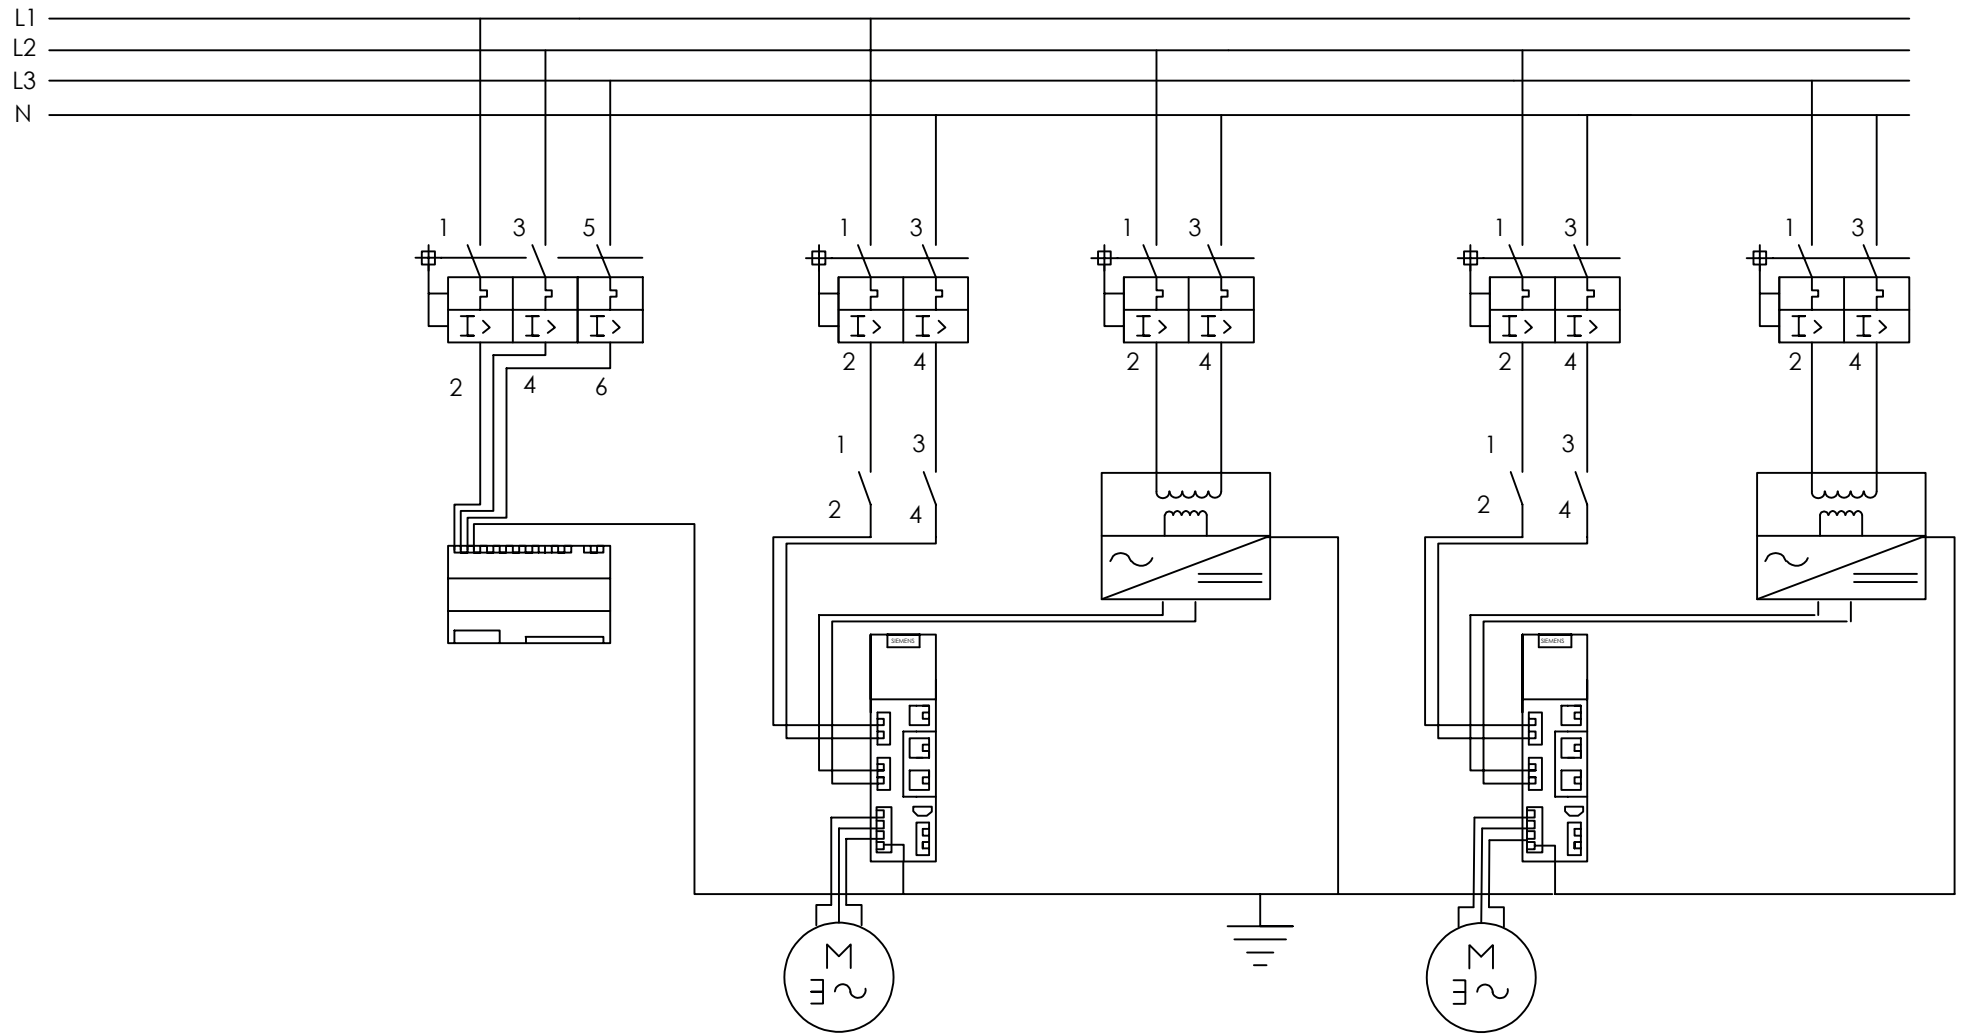 L1
L2
L3
N
1 3 5 1 3 1 3 1 3 1 3
I > I > I > I > I > I > I > I > I > I > I >
2 4 2 4 2 4 2 4
2 4 6
1 3 1 3
2 4 2 4
SIEMENS SIEMENS
M M
3 ~ 3 ~